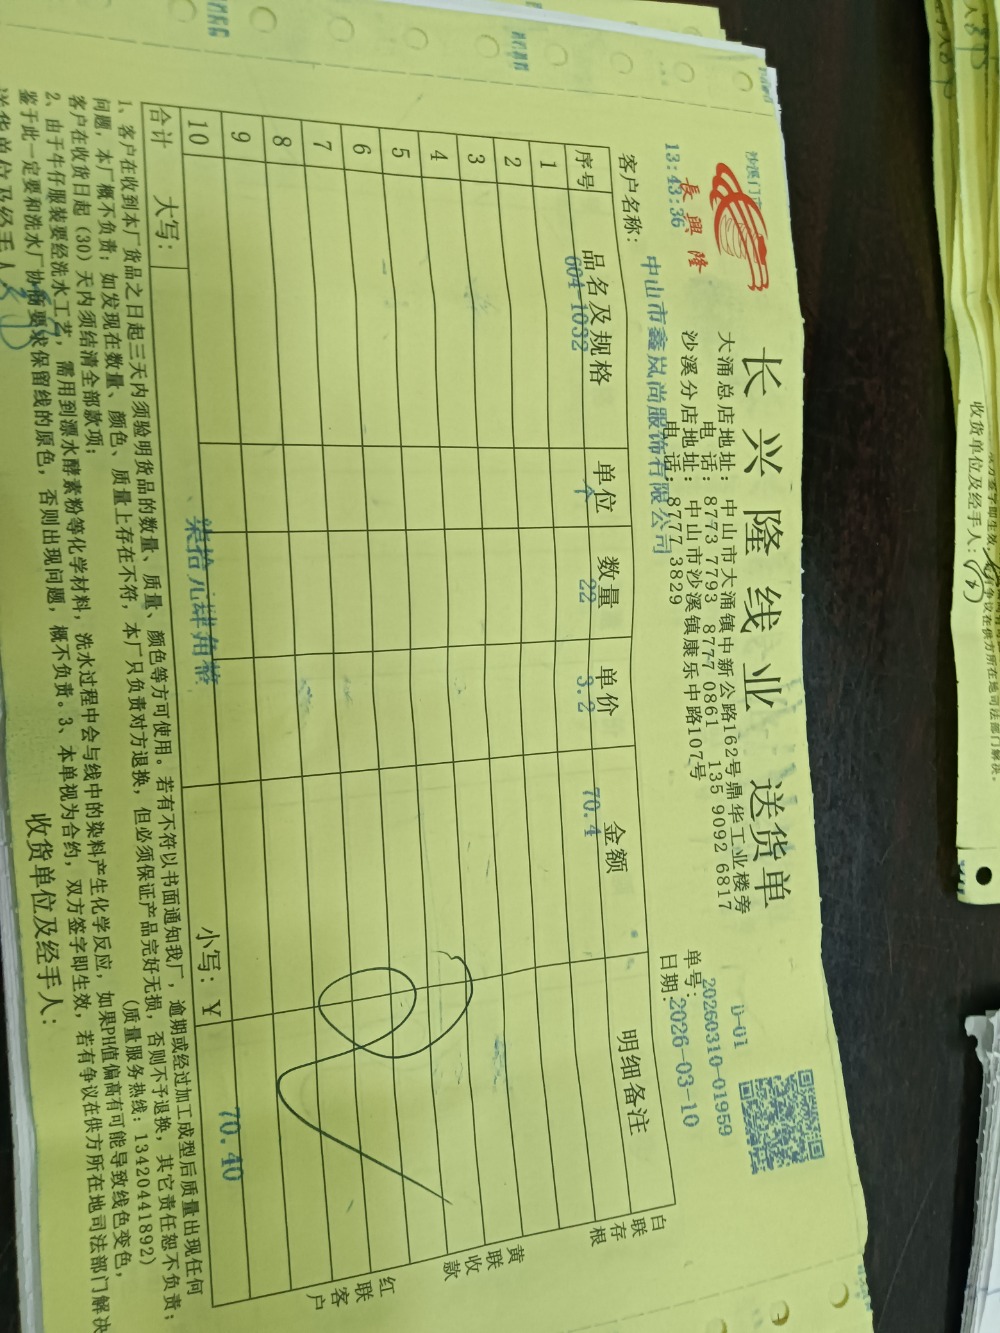 沙溪门市
長興隆
长兴隆线业 送货单
大涌总店地址：中山市大涌镇中新公路162号鼎华工业楼旁
电 话：8773 7793 8777 0861 135 9092 6817
沙溪分店地址：中山市沙溪镇康乐中路107号
电 话：8777 3829
D-01
单号：20260310-01959
日期：2026-03-10
13:43:36
客户名称：中山市鑫岚尚服饰有限公司
序号 品名及规格 单位 数量 单价 金额 明细备注
1 604-1032 个 22 3.2 70.4
2
3
4
5
6
7
8
9
10
合计 大写：柒拾元肆角整 小写：¥ 70.40
白联存根
黄联收款
红联客户
1、客户在收到本厂货品之日起三天内须验明货品的数量、质量、颜色等方可使用。若有不符以书面通知我厂，逾期或经过加工成型后质量出现任何
问题，本厂概不负责；如发现在数量、颜色、质量上存在不符，本厂只负责对方退换，但必须保证产品完好无损，否则不予退换，其它责任恕不负责；
客户在收货日起（30）天内须结清全部款项；（质量服务热线：13420441892）
2、由于牛仔服装要经洗水工艺，需用到漂水酵素粉等化学材料，洗水过程中会与线中的染料产生化学反应，如果PH值偏高有可能导致线色变色，
鉴于此一定要和洗水厂协商要求保留线的原色，否则出现问题，概不负责。3、本单视为合约，双方签字即生效，若有争议在供方所在地司法部门解决
送货单位及经手人
收货单位及经手人：
收货单位及经手人：